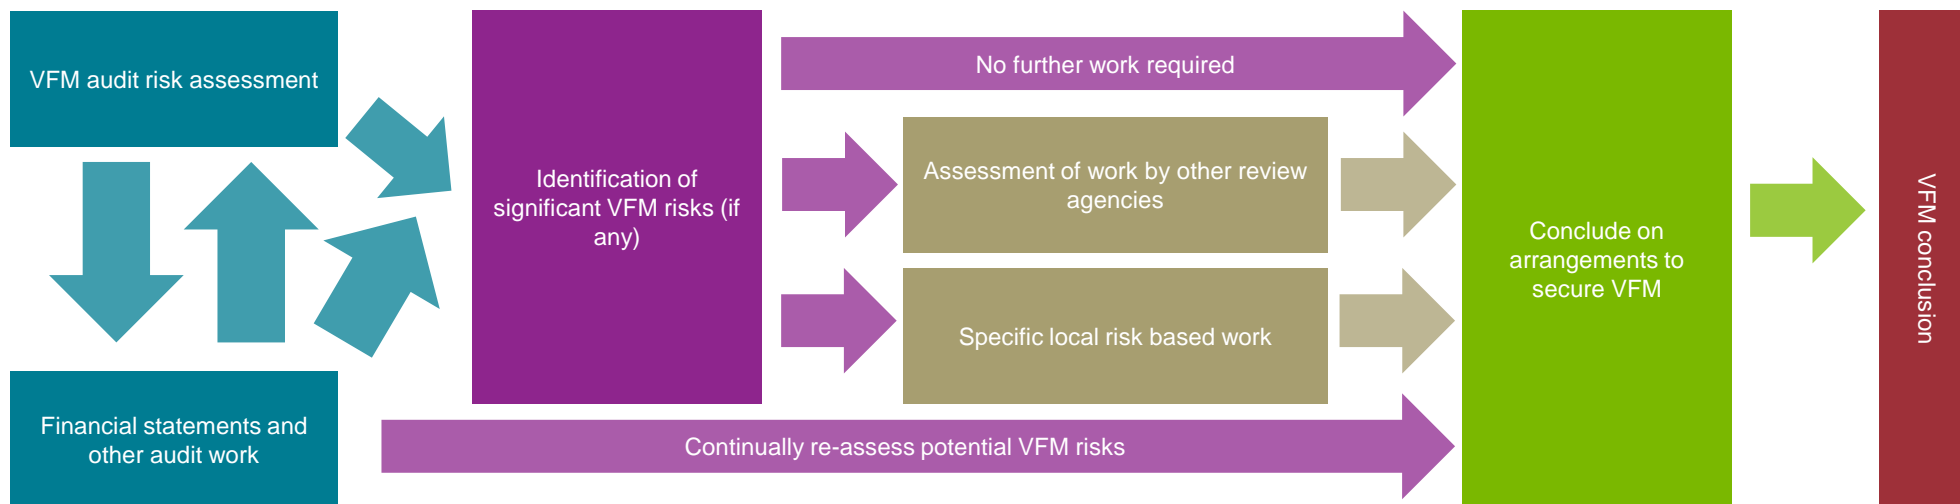 VFM audit risk assessment
Financial statements and
other audit work
Identification of
significant VFM risks (if
any)
No further work required
Assessment of work by other review
agencies
Specific local risk based work
Continually re-assess potential VFM risks
Conclude on
arrangements to
secure VFM
VFM conclusion